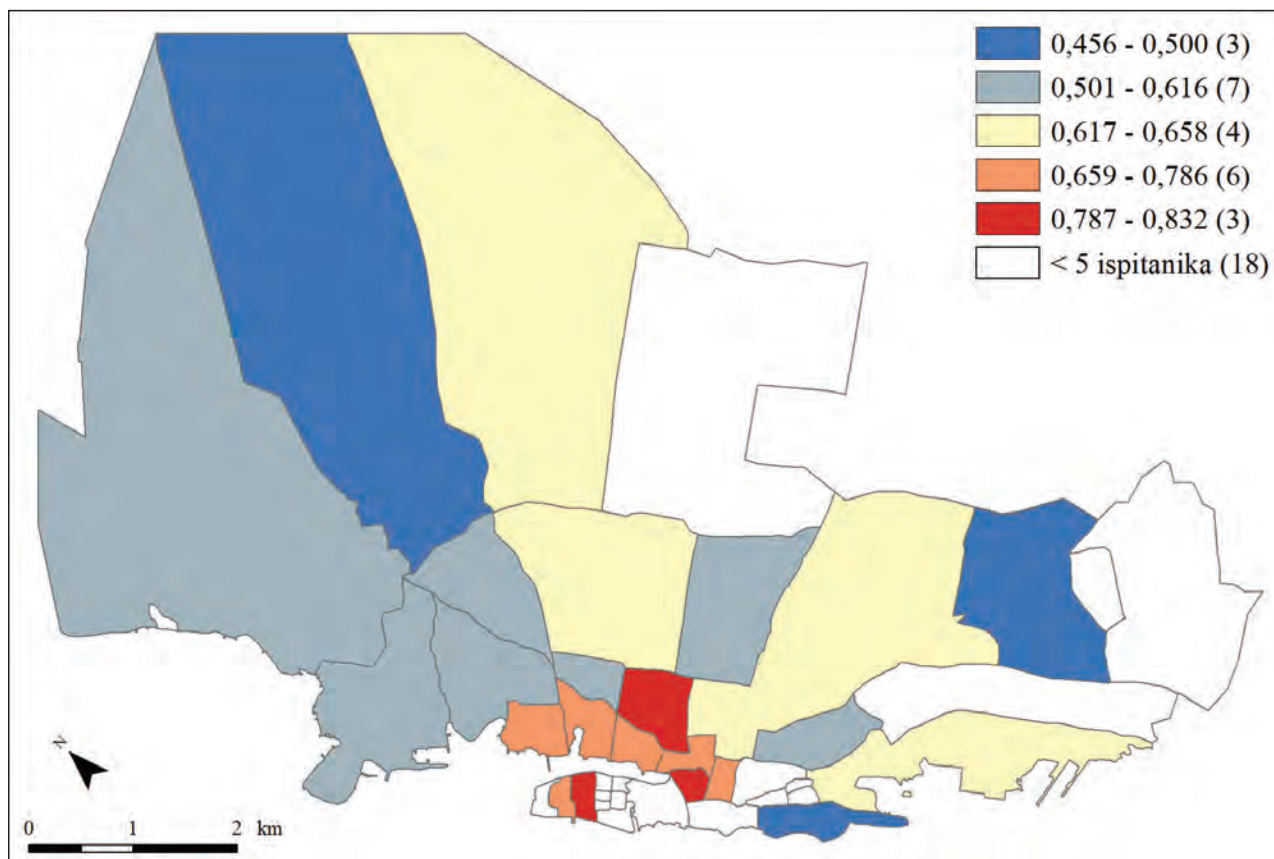 0,456 - 0,500 (3)
0,501 - 0,616 (7)
0,617 - 0,658 (4)
0,659 - 0,786 (6)
0,787 - 0,832 (3)
< 5 ispitanika (18)
N
0 1 2 km